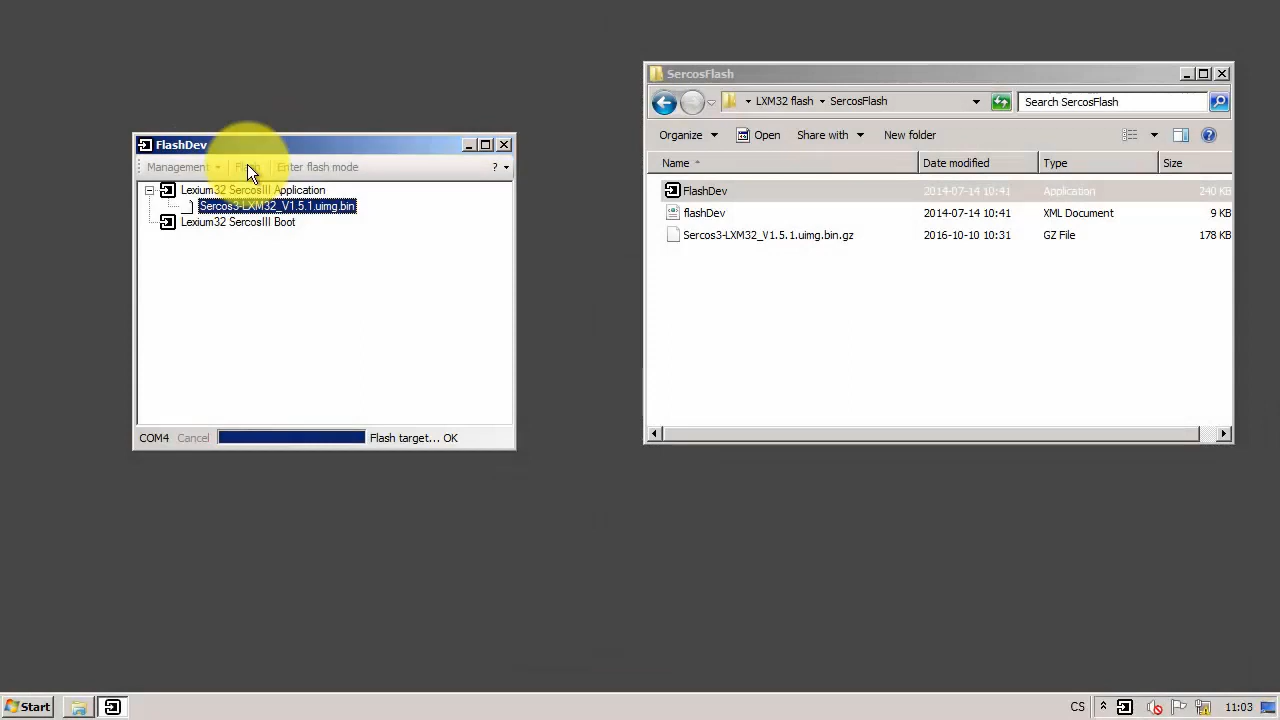 FlashDev
Management Flash Enter flash mode ?
Lexium32 SercosIII Application
Sercos3-LXM32_V1.5.1.uimg.bin
Lexium32 SercosIII Boot
COM4 Cancel Flash target... OK
SercosFlash
LXM32 flash SercosFlash Search SercosFlash
Organize Open Share with New folder
Name Date modified Type Size
FlashDev 2014-07-14 10:41 Application 240 KB
flashDev 2014-07-14 10:41 XML Document 9 KB
Sercos3-LXM32_V1.5.1.uimg.bin.gz 2016-10-10 10:31 GZ File 178 KB
Start CS 11:03